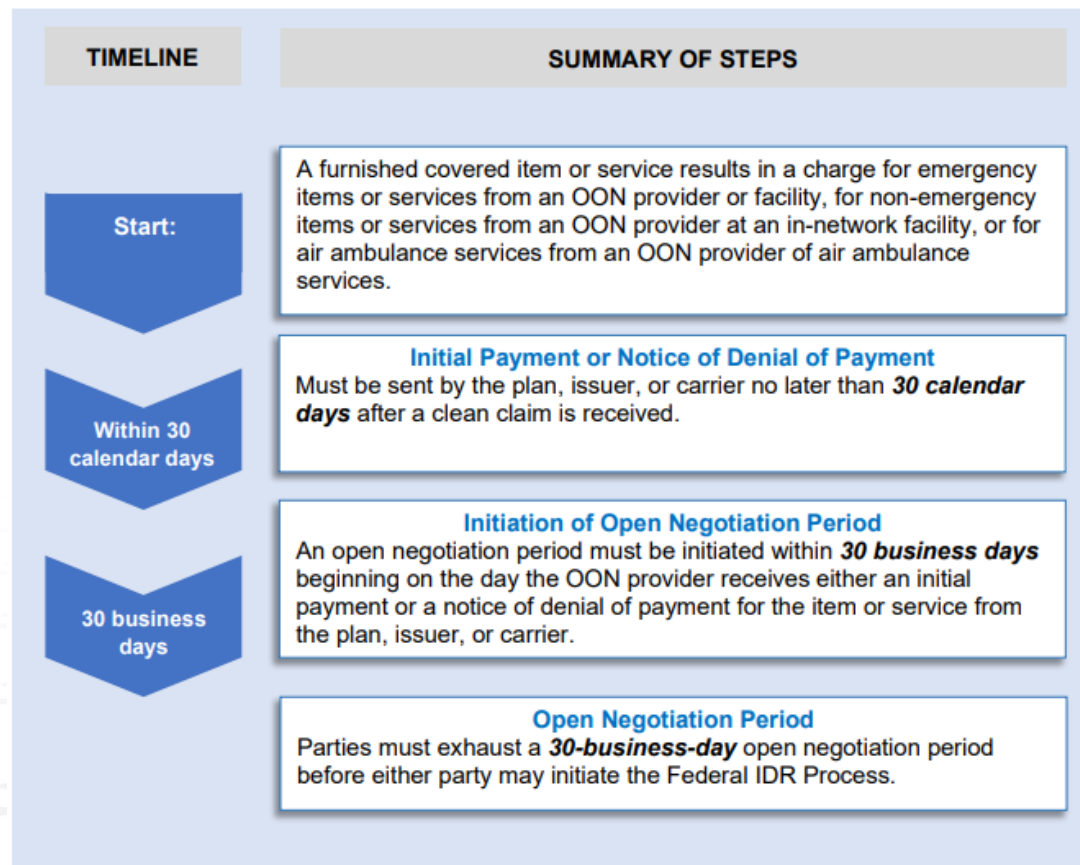 TIMELINE
SUMMARY OF STEPS
Start:
A furnished covered item or service results in a charge for emergency
items or services from an OON provider or facility, for non-emergency
items or services from an OON provider at an in-network facility, or for
air ambulance services from an OON provider of air ambulance
services.
Within 30
calendar days
Initial Payment or Notice of Denial of Payment
Must be sent by the plan, issuer, or carrier no later than 30 calendar
days after a clean claim is received.
30 business
days
Initiation of Open Negotiation Period
An open negotiation period must be initiated within 30 business days
beginning on the day the OON provider receives either an initial
payment or a notice of denial of payment for the item or service from
the plan, issuer, or carrier.
Open Negotiation Period
Parties must exhaust a 30-business-day open negotiation period
before either party may initiate the Federal IDR Process.